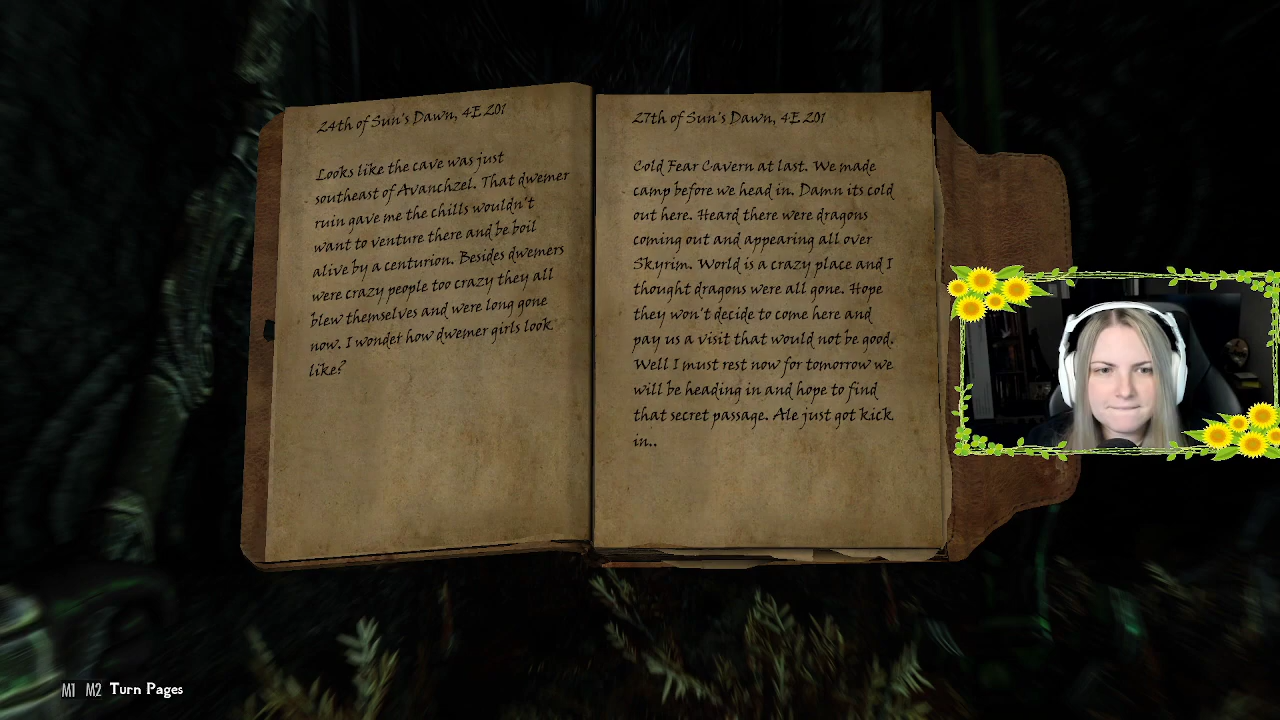 24th of Sun's Dawn, 4E 201
Looks like the cave was just
southeast of Avanchzel. That dwemer
ruin gave me the chills wouldn't
want to venture there and be boil
alive by a centurion. Besides dwemers
were crazy people too crazy they all
blew themselves and were long gone
now. I wonder how dwemer girls look
like?
27th of Sun's Dawn, 4E 201
Cold Fear Cavern at last. We made
camp before we head in. Damn its cold
out here. Heard there were dragons
coming out and appearing all over
Skyrim. World is a crazy place and I
thought dragons were all gone. Hope
they won't decide to come here and
pay us a visit that would not be good.
Well I must rest now for tomorrow we
will be heading in and hope to find
that secret passage. Ale just got kick
in..
M1 M2 Turn Pages